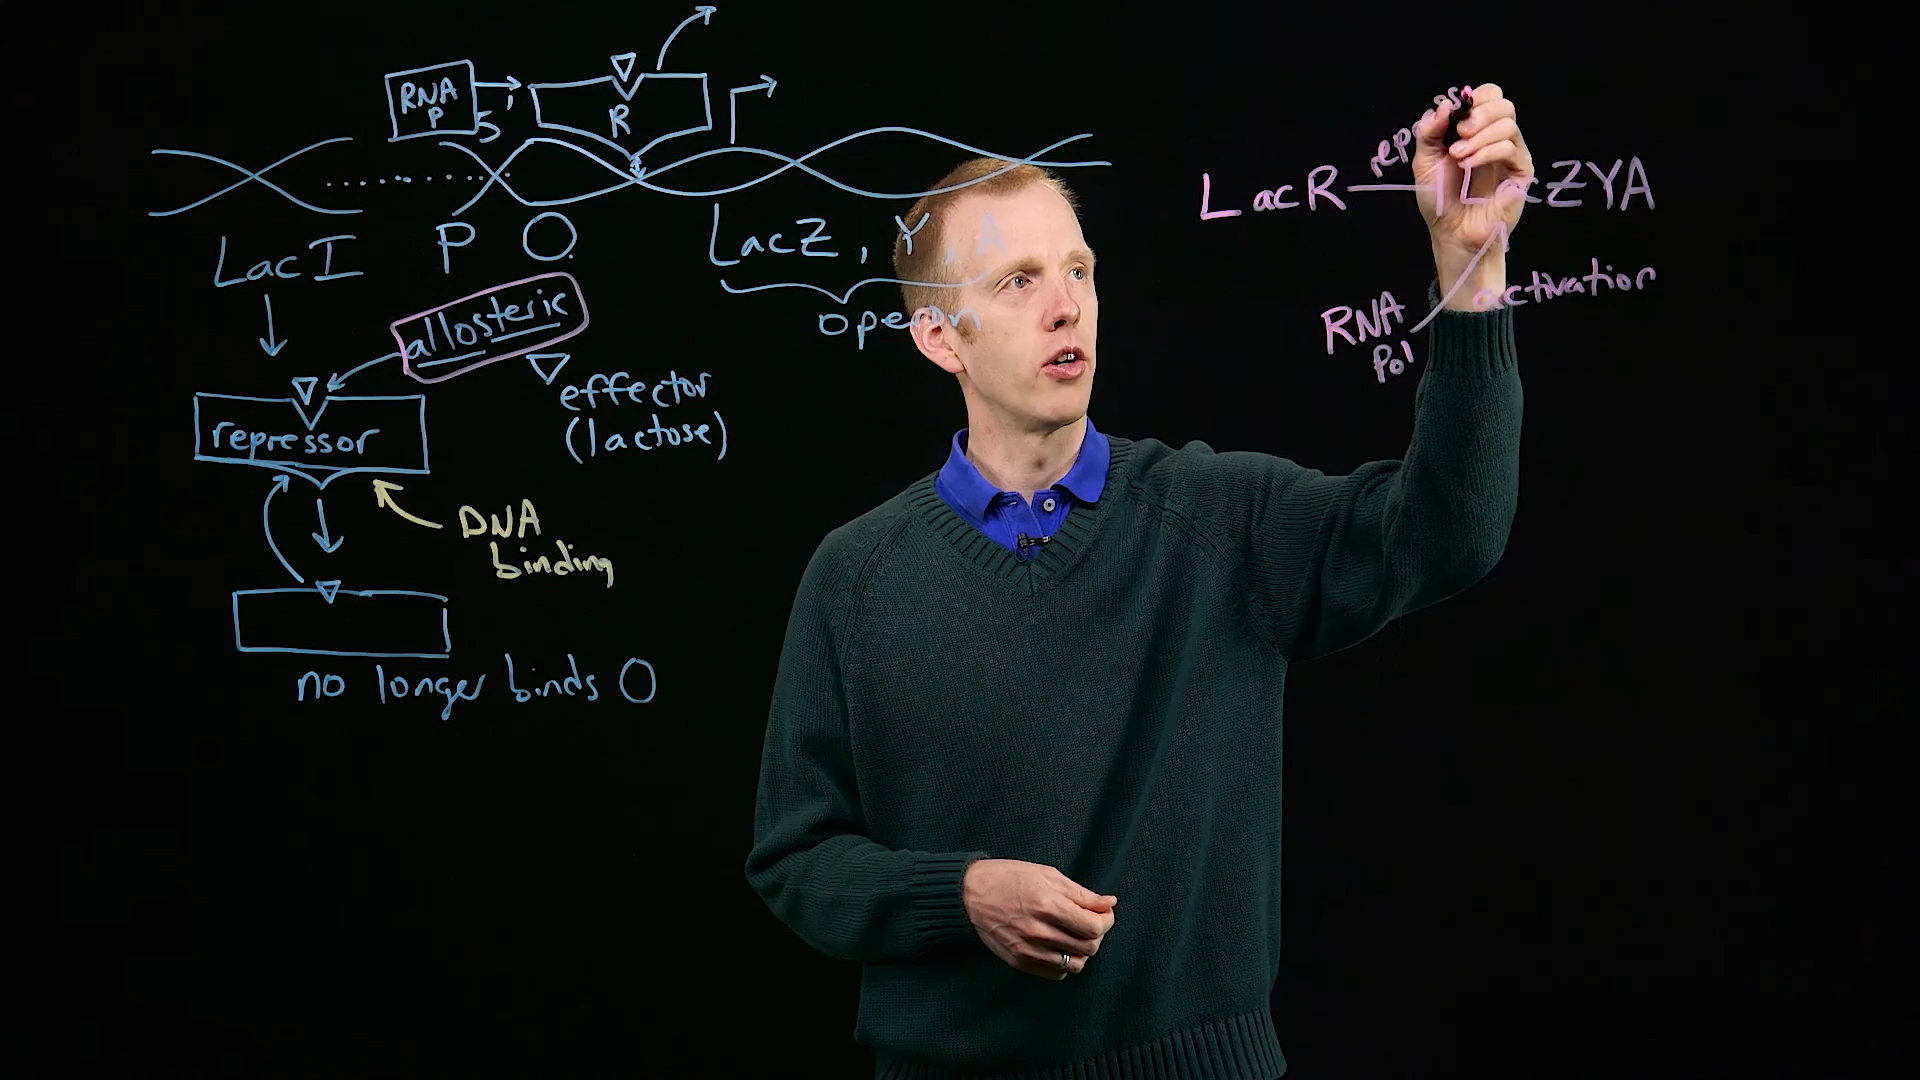 RNA
P
5'
R
LacI
P
O
LacZ, Y, A
operon
allosteric
effector
(lactose)
repressor
DNA
binding
no longer binds O
LacR
LacZYA
RNA
Pol
activation